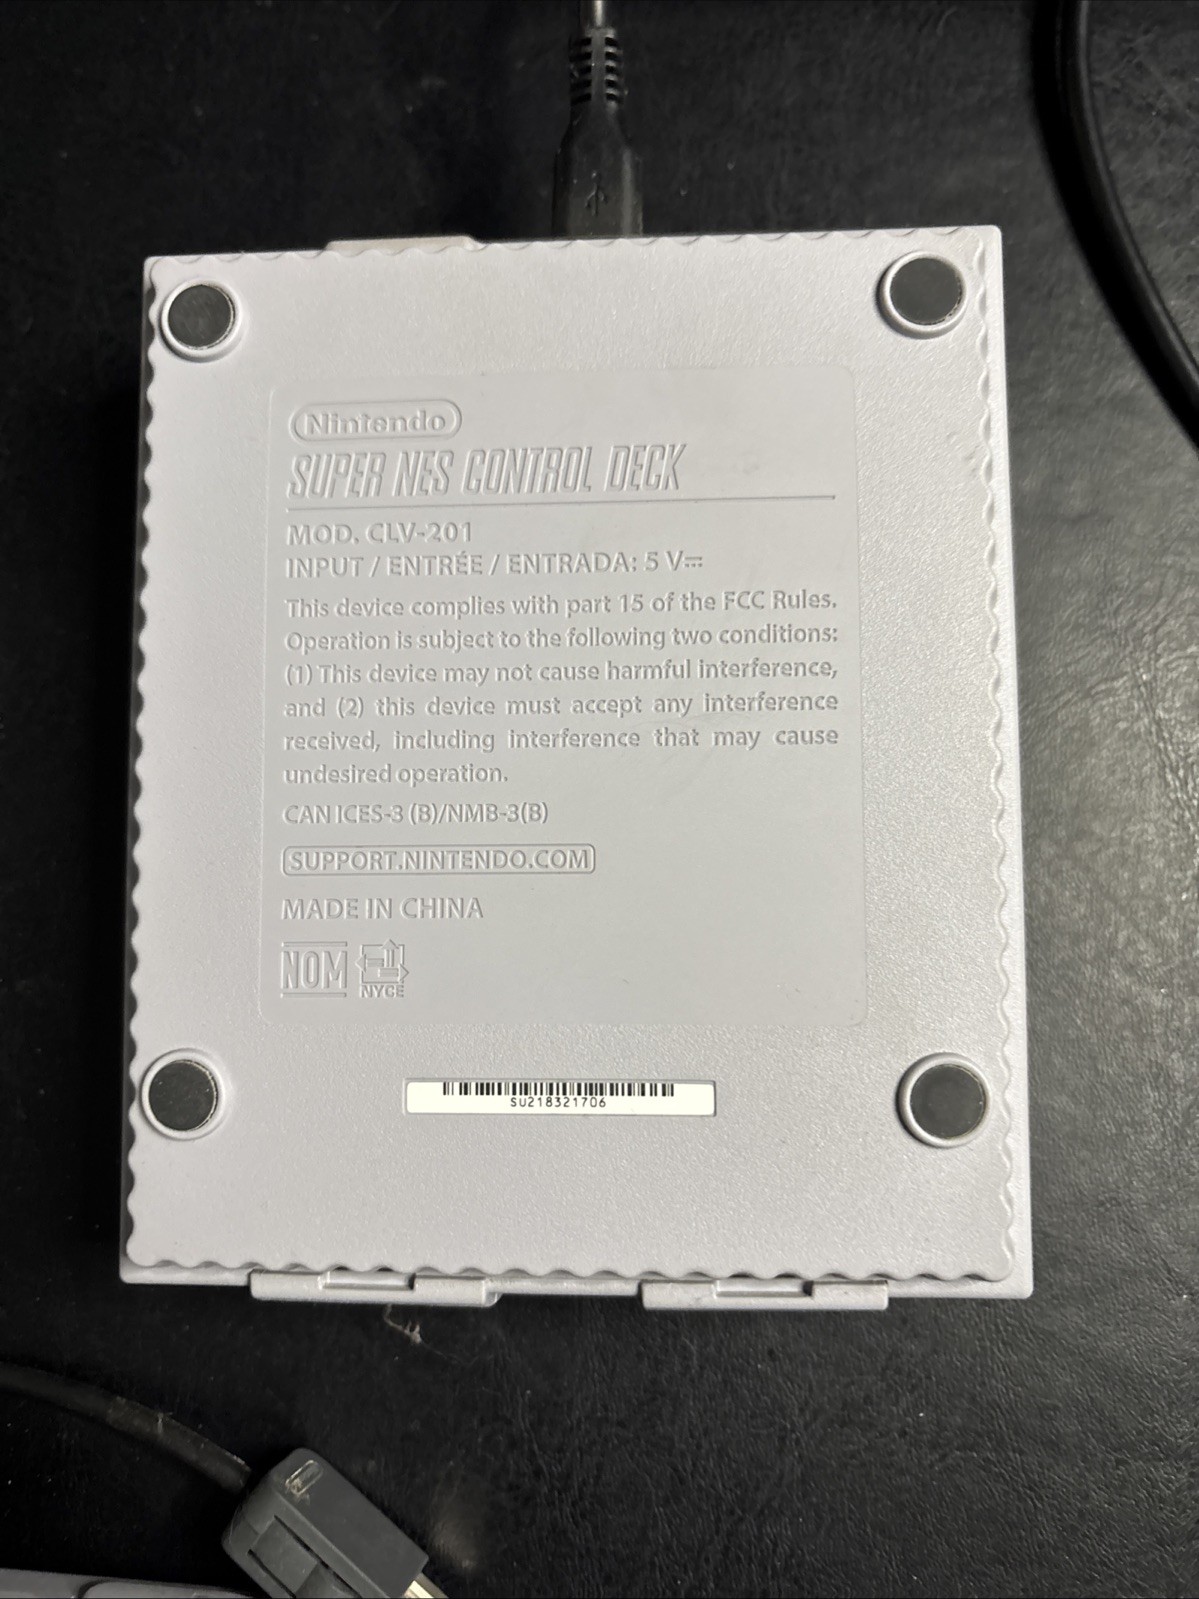 Nintendo
SUPER NES CONTROL DECK
MOD. CLV-201
INPUT / ENTRÉE / ENTRADA: 5 V⎓
This device complies with part 15 of the FCC Rules.
Operation is subject to the following two conditions:
(1) This device may not cause harmful interference,
and (2) this device must accept any interference
received, including interference that may cause
undesired operation.
CAN ICES-3 (B)/NMB-3(B)
SUPPORT.NINTENDO.COM
MADE IN CHINA
NOM NYCE
SU218321706